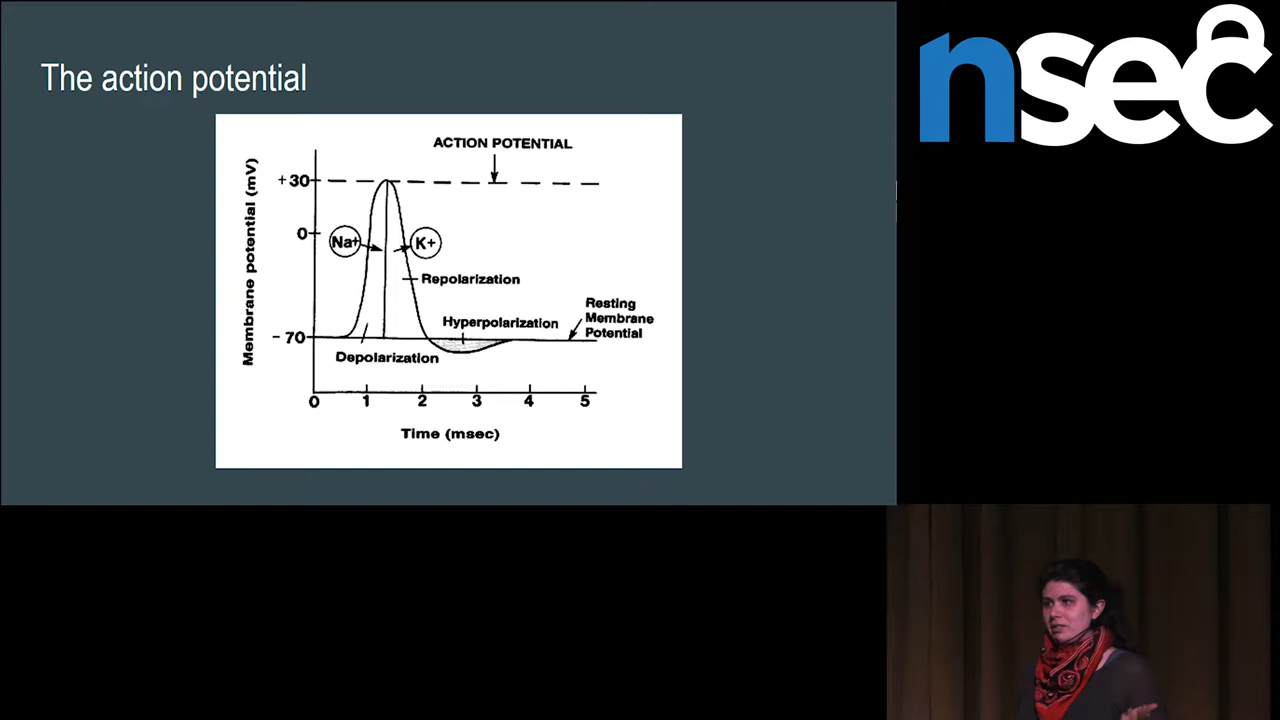 The action potential
nsec
ACTION POTENTIAL
+30
0
-70
Membrane potential (mV)
Na+
K+
Repolarization
Hyperpolarization
Depolarization
Resting
Membrane
Potential
0 1 2 3 4 5
Time (msec)